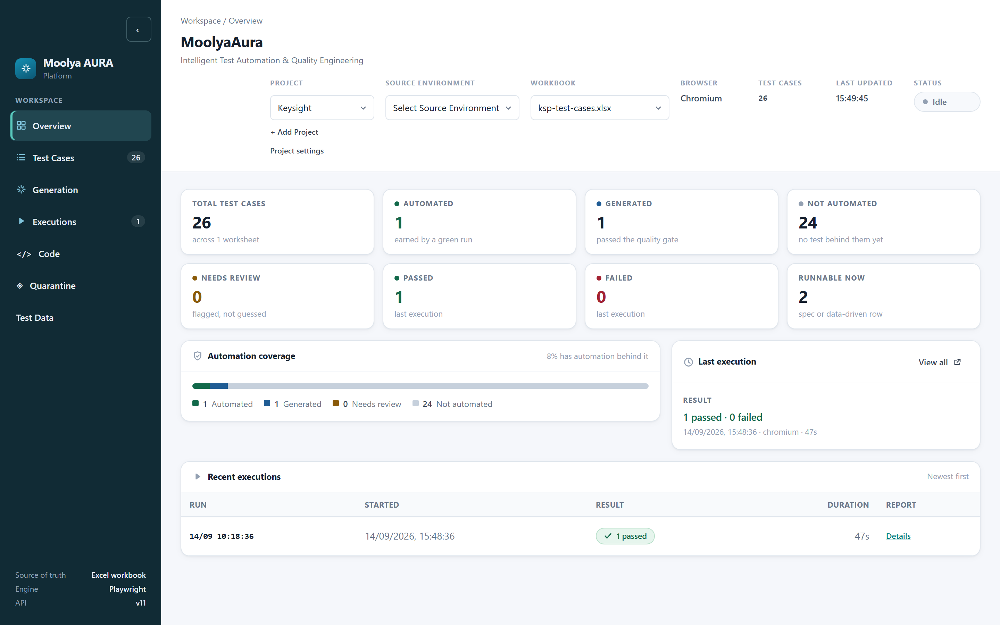 ‹
Moolya AURA
Platform
WORKSPACE
Overview
Test Cases 26
Generation
Executions 1
</> Code
Quarantine
Test Data
Source of truth Excel workbook
Engine Playwright
API v11
Workspace / Overview
MoolyaAura
Intelligent Test Automation & Quality Engineering
PROJECT SOURCE ENVIRONMENT WORKBOOK BROWSER TEST CASES LAST UPDATED STATUS
Keysight Select Source Environment ksp-test-cases.xlsx Chromium 26 15:49:45 Idle
+ Add Project
Project settings
TOTAL TEST CASES
26
across 1 worksheet
AUTOMATED
1
earned by a green run
GENERATED
1
passed the quality gate
NOT AUTOMATED
24
no test behind them yet
NEEDS REVIEW
0
flagged, not guessed
PASSED
1
last execution
FAILED
0
last execution
RUNNABLE NOW
2
spec or data-driven row
Automation coverage 8% has automation behind it
1 Automated 1 Generated 0 Needs review 24 Not automated
Last execution View all
RESULT
1 passed · 0 failed
14/09/2026, 15:48:36 · chromium · 47s
Recent executions Newest first
RUN STARTED RESULT DURATION REPORT
14/09 10:18:36 14/09/2026, 15:48:36 1 passed 47s Details